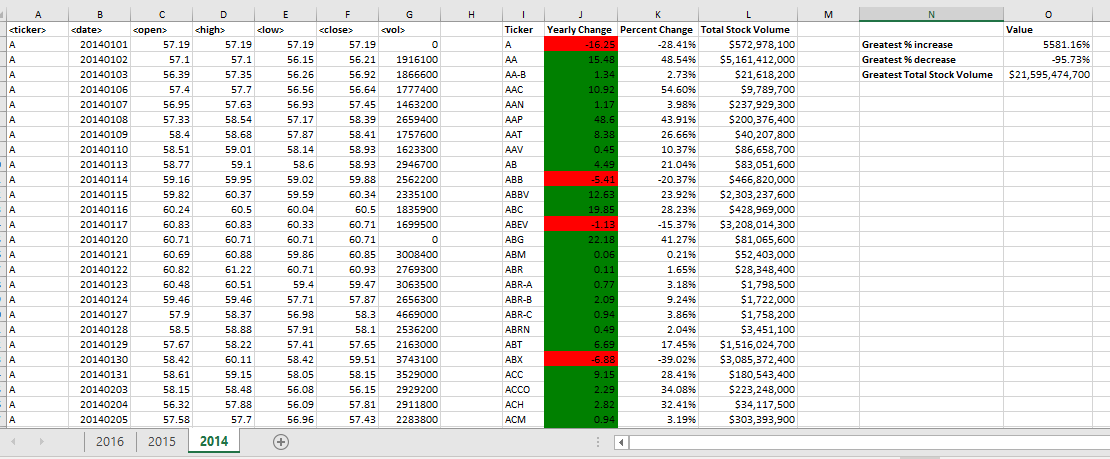 A B C D E F G H I J K L M N O
<ticker> <date> <open> <high> <low> <close> <vol> Ticker Yearly Change Percent Change Total Stock Volume Value
A 20140101 57.19 57.19 57.19 57.19 0 A -16.25 -28.41% $572,978,100 Greatest % increase 5581.16%
A 20140102 57.1 57.1 56.15 56.21 1916100 AA 15.48 48.54% $5,161,412,000 Greatest % decrease -95.73%
A 20140103 56.39 57.35 56.26 56.92 1866600 AA-B 1.34 2.73% $21,618,200 Greatest Total Stock Volume $21,595,474,700
A 20140106 57.4 57.7 56.56 56.64 1777400 AAC 10.92 54.60% $9,789,700
A 20140107 56.95 57.63 56.93 57.45 1463200 AAN 1.17 3.98% $237,929,300
A 20140108 57.33 58.54 57.17 58.39 2659400 AAP 48.6 43.91% $200,376,400
A 20140109 58.4 58.68 57.87 58.41 1757600 AAT 8.38 26.66% $40,207,800
A 20140110 58.51 59.01 58.14 58.93 1623300 AAV 0.45 10.37% $86,658,700
A 20140113 58.77 59.1 58.6 58.93 2946700 AB 4.49 21.04% $83,051,600
A 20140114 59.16 59.95 59.02 59.88 2562200 ABB -5.41 -20.37% $466,820,000
A 20140115 59.82 60.37 59.59 60.34 2335100 ABBV 12.63 23.92% $2,303,237,600
A 20140116 60.24 60.5 60.04 60.5 1835900 ABC 19.85 28.23% $428,969,000
A 20140117 60.83 60.83 60.33 60.71 1699500 ABEV -1.13 -15.37% $3,208,014,300
A 20140120 60.71 60.71 60.71 60.71 0 ABG 22.18 41.27% $81,065,600
A 20140121 60.69 60.88 59.86 60.85 3008400 ABM 0.06 0.21% $52,403,000
A 20140122 60.82 61.22 60.71 60.93 2769300 ABR 0.11 1.65% $28,348,400
A 20140123 60.48 60.51 59.4 59.47 3063500 ABR-A 0.77 3.18% $1,798,500
A 20140124 59.46 59.46 57.71 57.87 2656300 ABR-B 2.09 9.24% $1,722,000
A 20140127 57.9 58.37 56.98 58.3 4669000 ABR-C 0.94 3.86% $1,758,200
A 20140128 58.5 58.88 57.91 58.1 2536200 ABRN 0.49 2.04% $3,451,100
A 20140129 57.67 58.22 57.41 57.65 2163000 ABT 6.69 17.45% $1,516,024,700
A 20140130 58.42 60.11 58.42 59.51 3743100 ABX -6.88 -39.02% $3,085,372,400
A 20140131 58.61 59.15 58.05 58.15 3529000 ACC 9.15 28.41% $180,543,400
A 20140203 58.15 58.48 56.08 56.15 2929200 ACCO 2.29 34.08% $223,248,000
A 20140204 56.32 57.88 56.09 57.81 2911800 ACH 2.82 32.41% $34,117,500
A 20140205 57.58 57.7 56.96 57.43 2283800 ACM 0.94 3.19% $303,393,900
2016 2015 2014